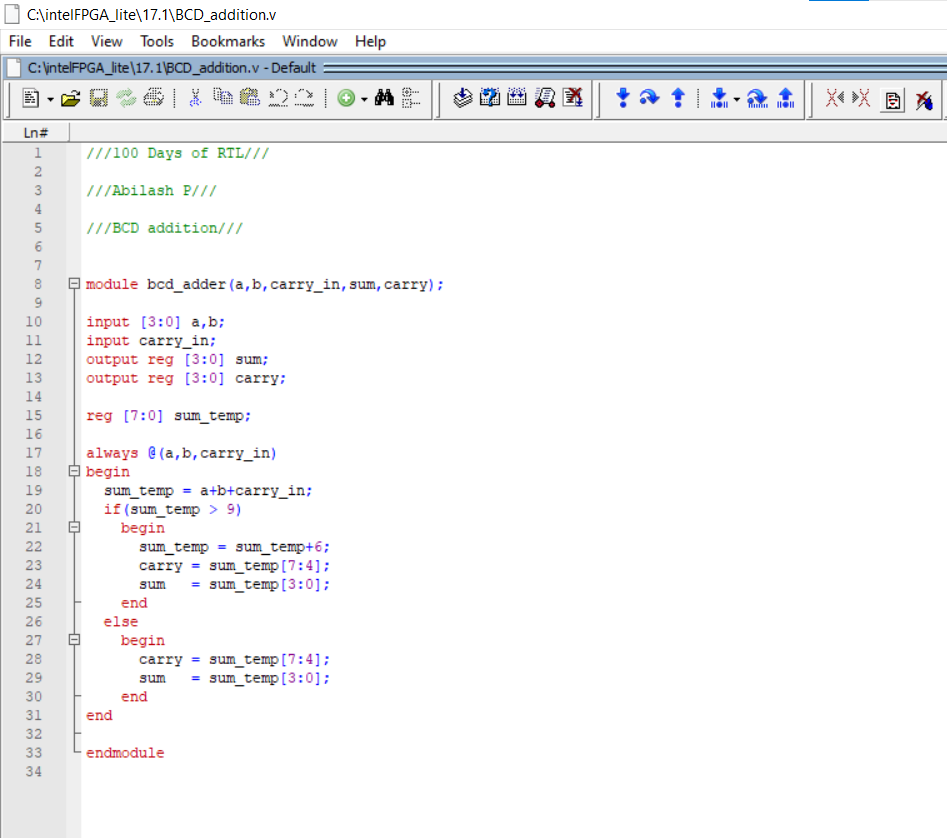 C:\intelFPGA_lite\17.1\BCD_addition.v
File Edit View Tools Bookmarks Window Help
C:\intelFPGA_lite\17.1\BCD_addition.v - Default
Ln#
1 ///100 Days of RTL///
2
3 ///Abilash P///
4
5 ///BCD addition///
6
7
8 module bcd_adder(a,b,carry_in,sum,carry);
9
10 input [3:0] a,b;
11 input carry_in;
12 output reg [3:0] sum;
13 output reg [3:0] carry;
14
15 reg [7:0] sum_temp;
16
17 always @(a,b,carry_in)
18 begin
19   sum_temp = a+b+carry_in;
20   if(sum_temp > 9)
21     begin
22       sum_temp = sum_temp+6;
23       carry = sum_temp[7:4];
24       sum   = sum_temp[3:0];
25     end
26   else
27     begin
28       carry = sum_temp[7:4];
29       sum   = sum_temp[3:0];
30     end
31 end
32
33 endmodule
34